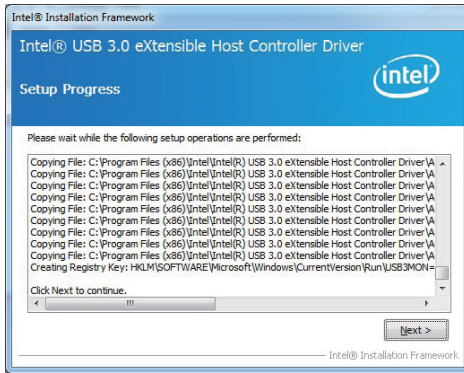 Intel® Installation Framework
Intel® USB 3.0 eXtensible Host Controller Driver
intel
Setup Progress
Please wait while the following setup operations are performed:
Copying File: C:\Program Files (x86)\Intel\Intel(R) USB 3.0 eXtensible Host Controller Driver\A
Copying File: C:\Program Files (x86)\Intel\Intel(R) USB 3.0 eXtensible Host Controller Driver\A
Copying File: C:\Program Files (x86)\Intel\Intel(R) USB 3.0 eXtensible Host Controller Driver\A
Copying File: C:\Program Files (x86)\Intel\Intel(R) USB 3.0 eXtensible Host Controller Driver\A
Copying File: C:\Program Files (x86)\Intel\Intel(R) USB 3.0 eXtensible Host Controller Driver\A
Copying File: C:\Program Files (x86)\Intel\Intel(R) USB 3.0 eXtensible Host Controller Driver\A
Copying File: C:\Program Files (x86)\Intel\Intel(R) USB 3.0 eXtensible Host Controller Driver\A
Copying File: C:\Program Files (x86)\Intel\Intel(R) USB 3.0 eXtensible Host Controller Driver\A
Copying File: C:\Program Files (x86)\Intel\Intel(R) USB 3.0 eXtensible Host Controller Driver\A
Creating Registry Key: HKLM\SOFTWARE\Microsoft\Windows\CurrentVersion\Run\USB3MON=
Click Next to continue.
Next >
Intel® Installation Framework